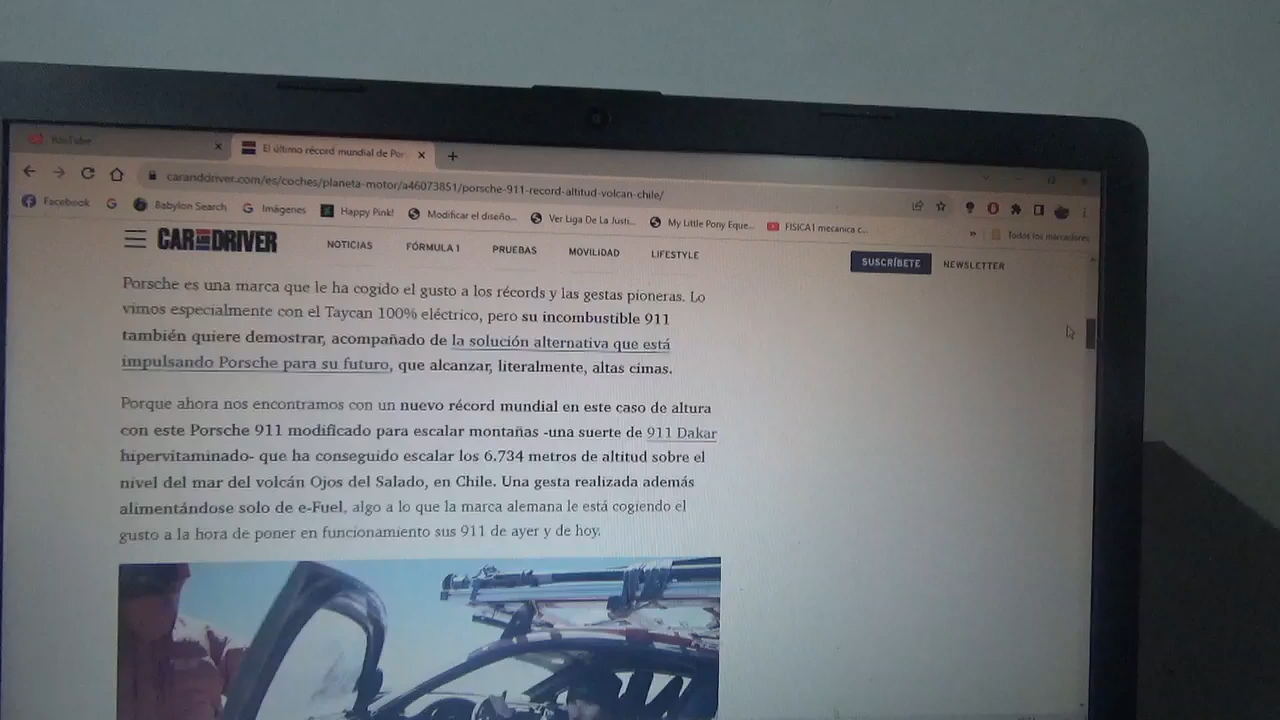 YouTube
El último récord mundial de Por
caranddriver.com/es/coches/planeta-motor/a46073851/porsche-911-record-altitud-volcan-chile/
Facebook
Babylon Search
Imágenes
Happy Pink!
Modificar el diseño...
Ver Liga De La Justi...
My Little Pony Eque...
FISICA1 mecanica c...
»
Todos los marcadores
CAR AND DRIVER
NOTICIAS
FÓRMULA 1
PRUEBAS
MOVILIDAD
LIFESTYLE
SUSCRÍBETE
NEWSLETTER
Porsche es una marca que le ha cogido el gusto a los récords y las gestas pioneras. Lo
vimos especialmente con el Taycan 100% eléctrico, pero su incombustible 911
también quiere demostrar, acompañado de la solución alternativa que está
impulsando Porsche para su futuro, que alcanzar, literalmente, altas cimas.
Porque ahora nos encontramos con un nuevo récord mundial en este caso de altura
con este Porsche 911 modificado para escalar montañas -una suerte de 911 Dakar
hipervitaminado- que ha conseguido escalar los 6.734 metros de altitud sobre el
nivel del mar del volcán Ojos del Salado, en Chile. Una gesta realizada además
alimentándose solo de e-Fuel, algo a lo que la marca alemana le está cogiendo el
gusto a la hora de poner en funcionamiento sus 911 de ayer y de hoy.